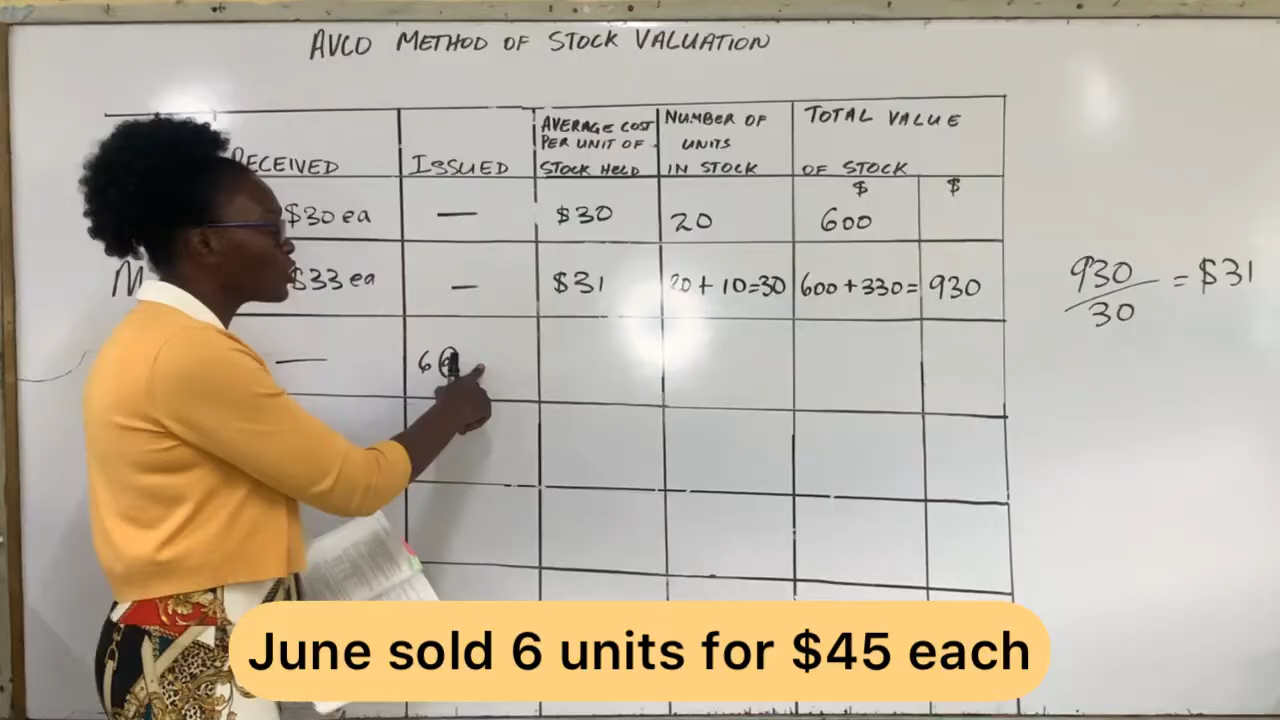 AVCO METHOD OF STOCK VALUATION
RECEIVED
ISSUED
AVERAGE COST
PER UNIT OF
STOCK HELD
NUMBER OF
UNITS
IN STOCK
TOTAL VALUE
OF STOCK
$
$
$30 ea
—
$30
20
600
M
$33 ea
—
$31
20 + 10 = 30
600 + 330 =
930
930
30
= $31
—
6 @
June sold 6 units for $45 each